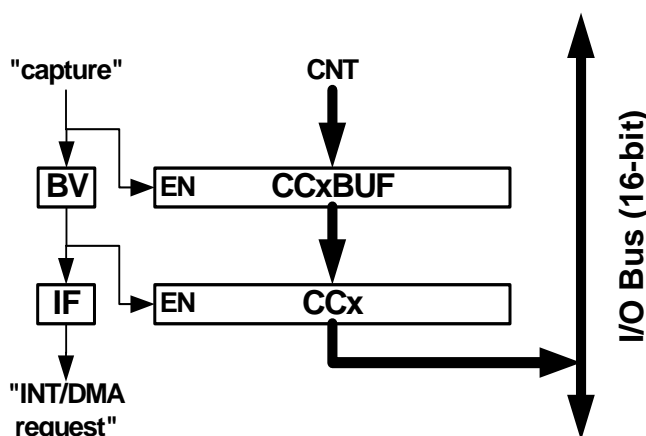 "capture"
CNT
BV
EN
CCxBUF
IF
EN
CCx
"INT/DMA
request"
I/O Bus (16-bit)